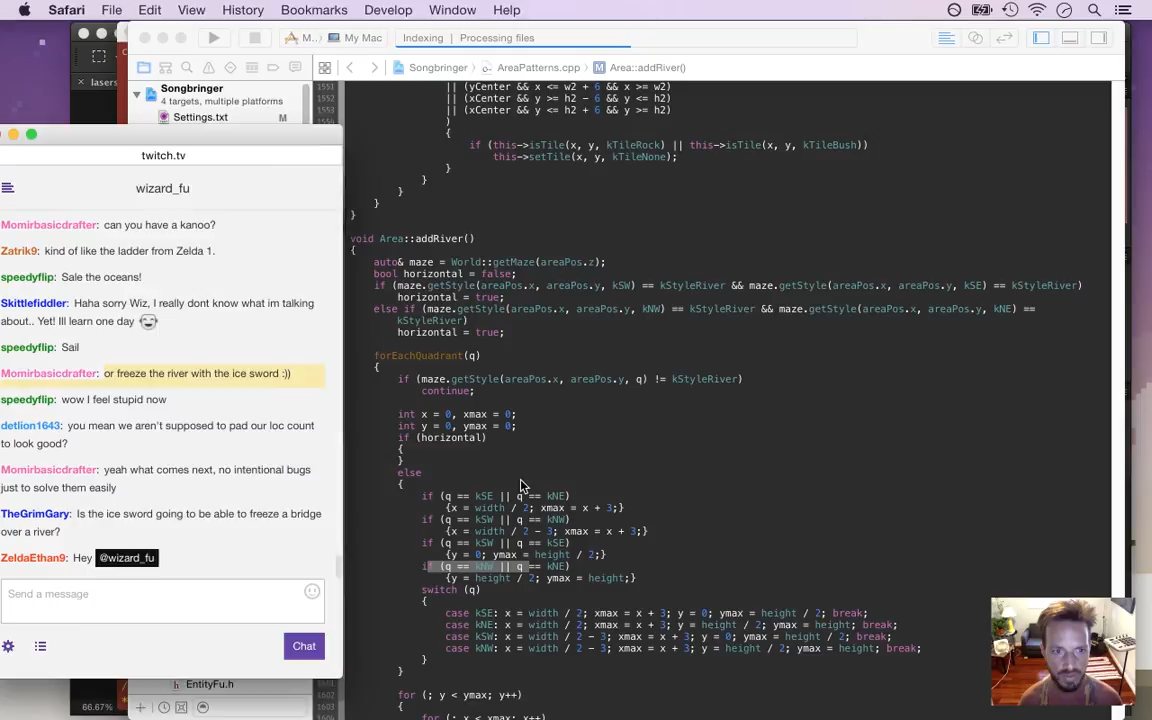 Safari File Edit View History Bookmarks Develop Window Help
M.. My Mac
Indexing | Processing files
lasers
Songbringer
4 targets, multiple platforms
Settings.txt M
Songbringer AreaPatterns.cpp Area::addRiver()
twitch.tv
wizard_fu
Momirbasicdrafter: can you have a kanoo?
Zatrik9: kind of like the ladder from Zelda 1.
speedyflip: Sale the oceans!
Skittlefiddler: Haha sorry Wiz, I really dont know what im talking
about.. Yet! Ill learn one day
speedyflip: Sail
Momirbasicdrafter: or freeze the river with the ice sword :))
speedyflip: wow I feel stupid now
detlion1643: you mean we aren't supposed to pad our loc count
to look good?
Momirbasicdrafter: yeah what comes next, no intentional bugs
just to solve them easily
TheGrimGary: Is the ice sword going to be able to freeze a bridge
over a river?
ZeldaEthan9: Hey @wizard_fu
Send a message
Chat
EntityFu.h
66.67%
1551 || (yCenter && x <= w2 + 6 && x >= w2)
1552 || (xCenter && y >= h2 - 6 && y <= h2)
1553 || (xCenter && y <= h2 + 6 && y >= h2)
)
{
if (this->isTile(x, y, kTileRock) || this->isTile(x, y, kTileBush))
this->setTile(x, y, kTileNone);
}
}
}
}
}
void Area::addRiver()
{
auto& maze = World::getMaze(areaPos.z);
bool horizontal = false;
if (maze.getStyle(areaPos.x, areaPos.y, kSW) == kStyleRiver && maze.getStyle(areaPos.x, areaPos.y, kSE) == kStyleRiver)
horizontal = true;
else if (maze.getStyle(areaPos.x, areaPos.y, kNW) == kStyleRiver && maze.getStyle(areaPos.x, areaPos.y, kNE) ==
kStyleRiver)
horizontal = true;
forEachQuadrant(q)
{
if (maze.getStyle(areaPos.x, areaPos.y, q) != kStyleRiver)
continue;
int x = 0, xmax = 0;
int y = 0, ymax = 0;
if (horizontal)
{
}
else
{
if (q == kSE || q == kNE)
{x = width / 2; xmax = x + 3;}
if (q == kSW || q == kNW)
{x = width / 2 - 3; xmax = x + 3;}
if (q == kSW || q == kSE)
{y = 0; ymax = height / 2;}
if (q == kNW || q == kNE)
{y = height / 2; ymax = height;}
switch (q)
{
case kSE: x = width / 2; xmax = x + 3; y = 0; ymax = height / 2; break;
case kNE: x = width / 2; xmax = x + 3; y = height / 2; ymax = height; break;
case kSW: x = width / 2 - 3; xmax = x + 3; y = 0; ymax = height / 2; break;
case kNW: x = width / 2 - 3; xmax = x + 3; y = height / 2; ymax = height; break;
}
}
1602 for (; y < ymax; y++)
1603 {
1604 for (; x < xmax; x++)